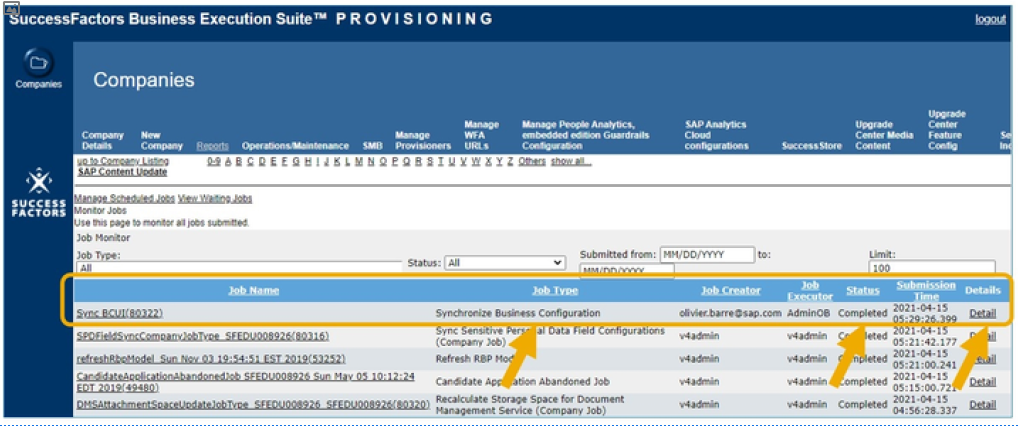 SuccessFactors Business Execution Suite™ PROVISIONING
logout
Companies
Companies
Company Details
New Company
Reports
Operations/Maintenance
SMB
Manage Provisioners
Manage WFA URLs
Manage People Analytics, embedded edition Guardrails Configuration
SAP Analytics Cloud configurations
SuccessStore
Upgrade Center Media Content
Upgrade Center Feature Config
up to Company Listing 0-9 A B C D E F G H I J K L M N O P Q R S T U V W X Y Z Others show all...
SAP Content Update
SUCCESS
FACTORS
Manage Scheduled Jobs View Waiting Jobs
Monitor Jobs
Use this page to monitor all jobs submitted.
Job Monitor
Job Type:
All
Status: All
Submitted from: MM/DD/YYYY to:
MM/DD/YYYY
Limit:
100
Job Name Job Type Job Creator Job Executor Status Submission Time Details
Sync BCUI(80322) Synchronize Business Configuration olivier.barre@sap.com AdminOB Completed 2021-04-15 05:29:26.399 Detail
SPDFieldSyncCompanyJobType_SFEDU008926(80316) Sync Sensitive Personal Data Field Configurations (Company Job) v4admin v4admin Completed 2021-04-15 05:21:42.177 Detail
refreshRbpModel_Sun Nov 03 19:54:51 EST 2019(53252) Refresh RBP v4admin v4admin Completed 2021-04-15 05:21:00.241 Detail
CandidateApplicationAbandonedJob SFEDU008926 Sun May 05 10:12:24 EDT 2019(49480) Candidate Application Abandoned Job v4admin v4admin Completed 2021-04-15 05:15:00.721 Detail
DMSAttachmentSpaceUpdateJobType_SFEDU008926_SFEDU008926(80320) Recalculate Storage Space for Document Management Service (Company Job) v4admin v4admin Completed 2021-04-15 04:56:28.337 Detail